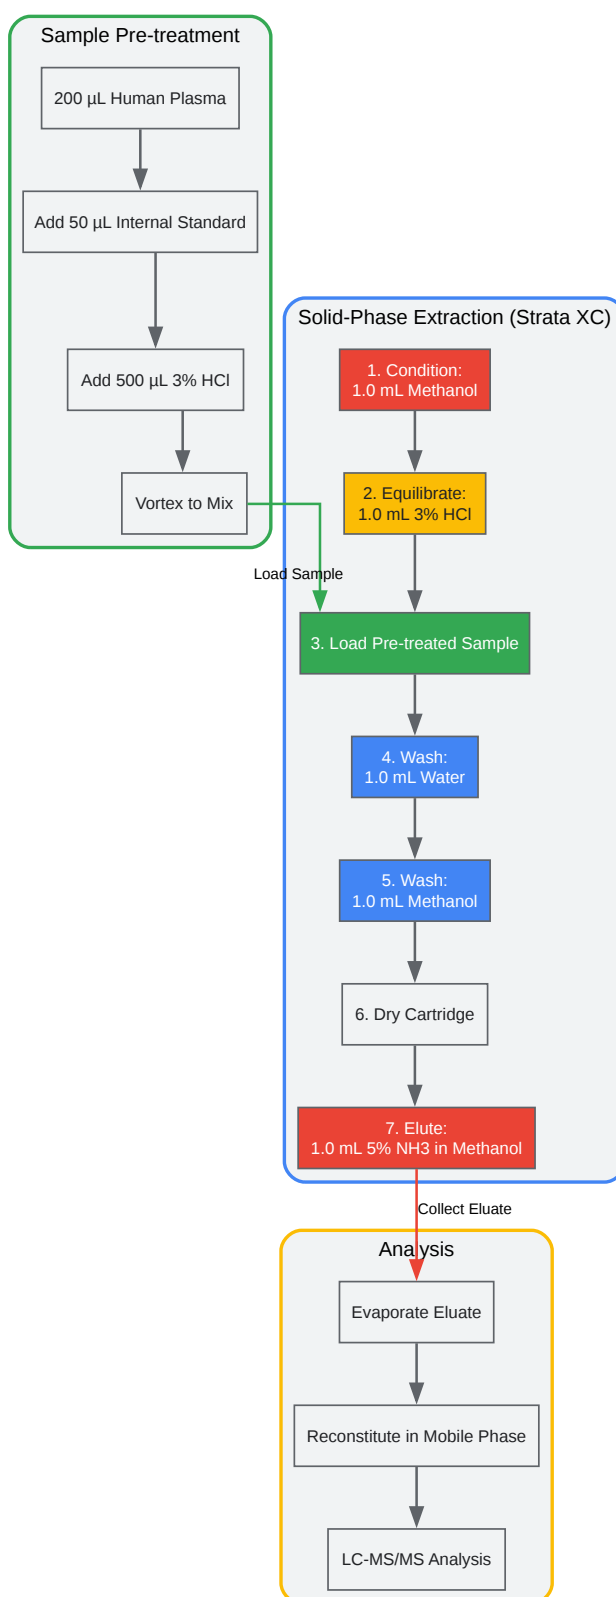 Sample Pre-treatment
200 µL Human Plasma
Add 50 µL Internal Standard
Add 500 µL 3% HCl
Vortex to Mix
Load Sample
Solid-Phase Extraction (Strata XC)
1. Condition:
1.0 mL Methanol
2. Equilibrate:
1.0 mL 3% HCl
3. Load Pre-treated Sample
4. Wash:
1.0 mL Water
5. Wash:
1.0 mL Methanol
6. Dry Cartridge
7. Elute:
1.0 mL 5% NH3 in Methanol
Collect Eluate
Analysis
Evaporate Eluate
Reconstitute in Mobile Phase
LC-MS/MS Analysis